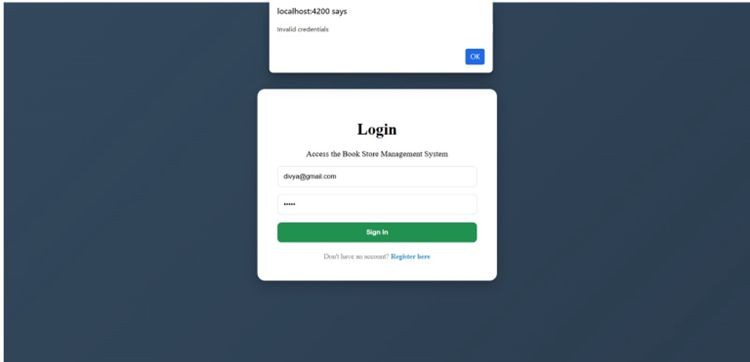 localhost:4200 says
Invalid credentials
OK
Login
Access the Book Store Management System
divya@gmail.com
•••••
Sign In
Don't have an account? Register here